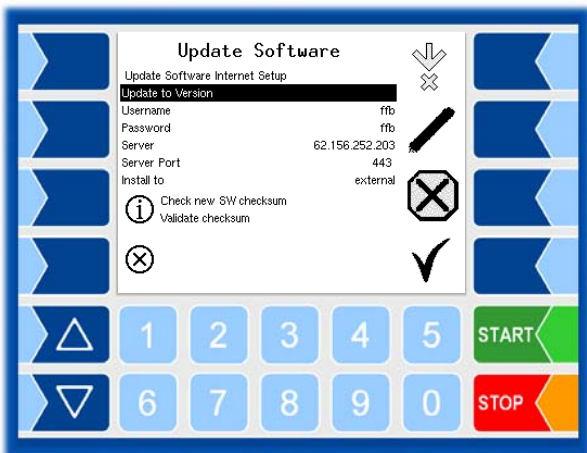 Update Software
Update Software Internet Setup
Update to Version
Username ffb
Password ffb
Server 62.156.252.203
Server Port 443
Install to external
Check new SW checksum
Validate checksum
1 2 3 4 5 START
6 7 8 9 0 STOP